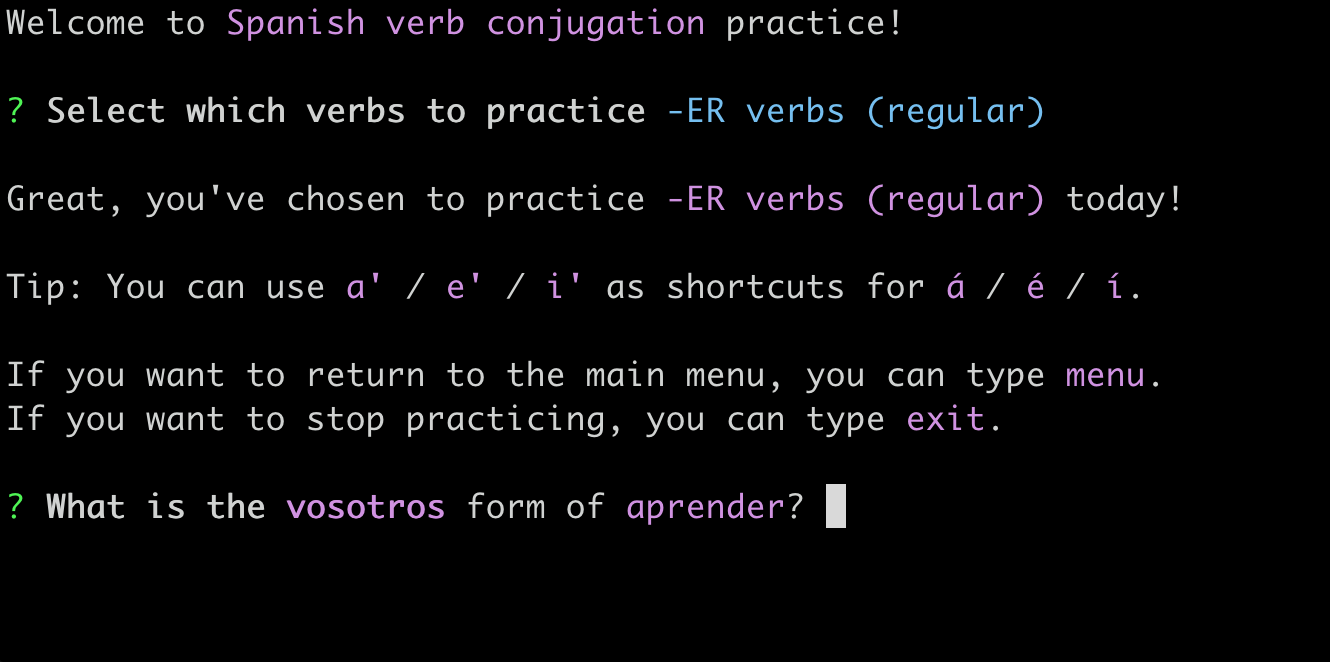 Welcome to Spanish verb conjugation practice!
? Select which verbs to practice -ER verbs (regular)
Great, you've chosen to practice -ER verbs (regular) today!
Tip: You can use a' / e' / i' as shortcuts for á / é / í.
If you want to return to the main menu, you can type menu.
If you want to stop practicing, you can type exit.
? What is the vosotros form of aprender?